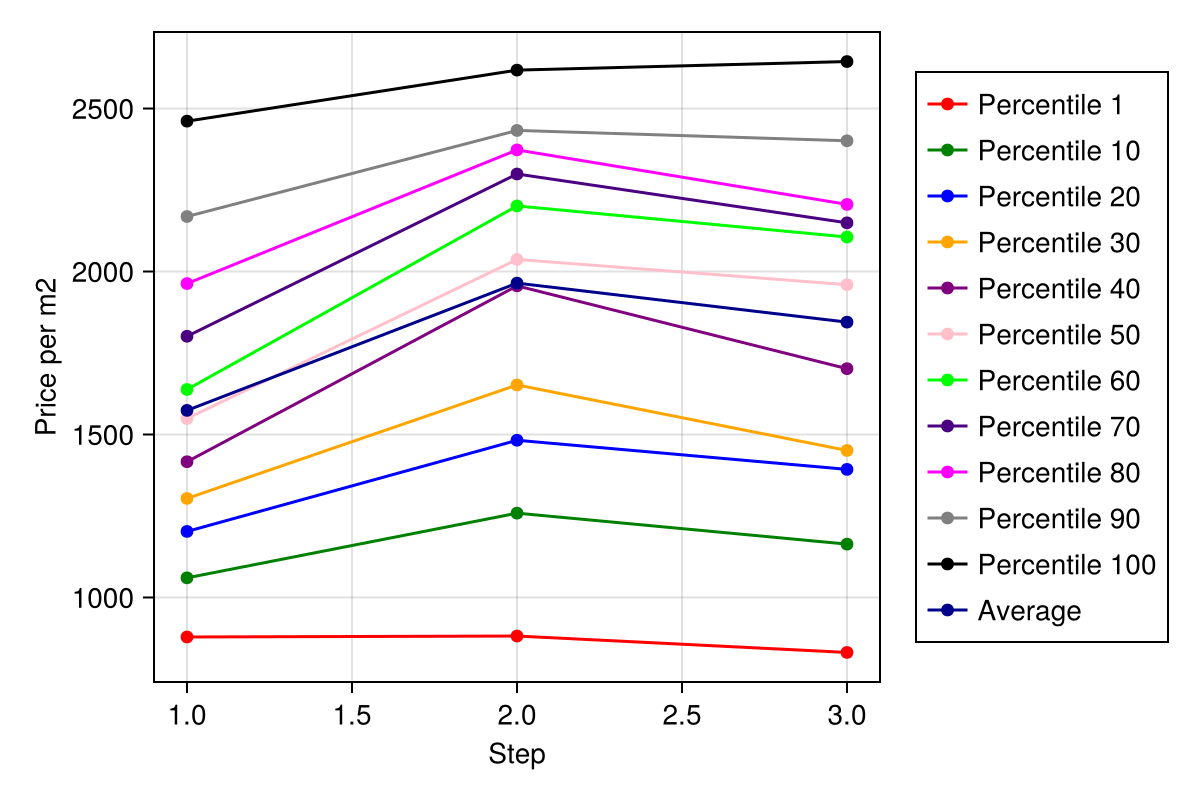 Price per m2
2500
2000
1500
1000
1.0 1.5 2.0 2.5 3.0
Step
Percentile 1
Percentile 10
Percentile 20
Percentile 30
Percentile 40
Percentile 50
Percentile 60
Percentile 70
Percentile 80
Percentile 90
Percentile 100
Average